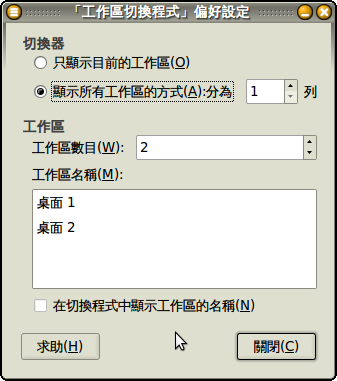 「工作區切換程式」偏好設定
切換器
只顯示目前的工作區(O)
顯示所有工作區的方式(A):分為 1 列
工作區
工作區數目(W): 2
工作區名稱(M):
桌面 1
桌面 2
在切換程式中顯示工作區的名稱(N)
求助(H) 關閉(C)